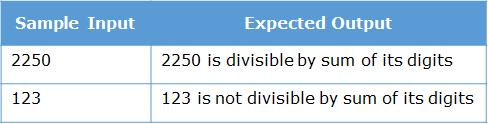 Sample Input Expected Output
2250 2250 is divisible by sum of its digits
123 123 is not divisible by sum of its digits